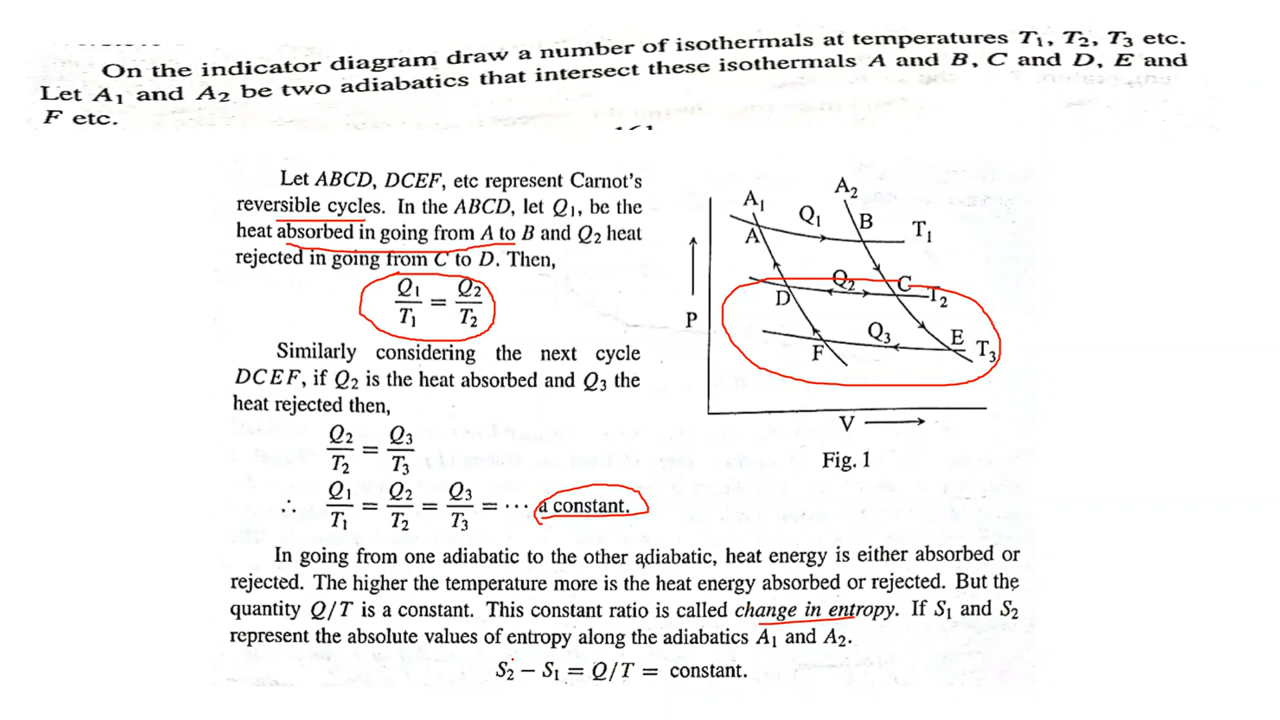 On the indicator diagram draw a number of isothermals at temperatures T₁, T₂, T₃ etc.
Let A₁ and A₂ be two adiabatics that intersect these isothermals A and B, C and D, E and
F etc.
Let ABCD, DCEF, etc represent Carnot's
reversible cycles. In the ABCD, let Q₁, be the
heat absorbed in going from A to B and Q₂ heat
rejected in going from C to D. Then,
Q₁/T₁ = Q₂/T₂
Similarly considering the next cycle
DCEF, if Q₂ is the heat absorbed and Q₃ the
heat rejected then,
Q₂/T₂ = Q₃/T₃
∴ Q₁/T₁ = Q₂/T₂ = Q₃/T₃ = ··· a constant.
A₁
A₂
Q₁
B
T₁
A
Q₂
C
T₂
D
P
Q₃
E
T₃
F
V
Fig. 1
In going from one adiabatic to the other adiabatic, heat energy is either absorbed or
rejected. The higher the temperature more is the heat energy absorbed or rejected. But the
quantity Q/T is a constant. This constant ratio is called change in entropy. If S₁ and S₂
represent the absolute values of entropy along the adiabatics A₁ and A₂.
S₂ – S₁ = Q/T = constant.